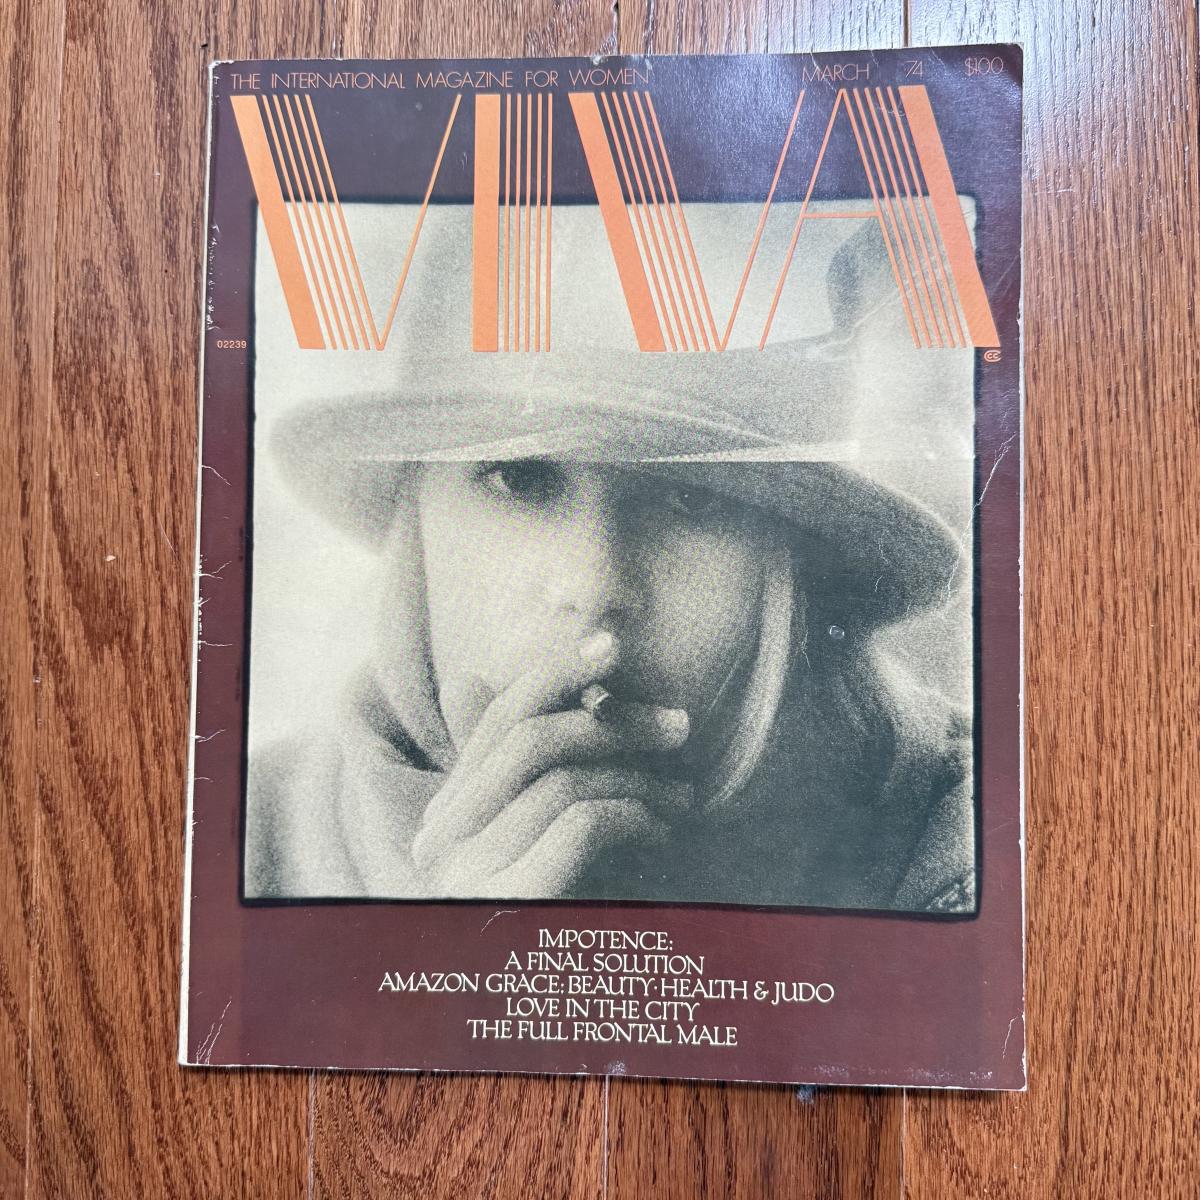 THE INTERNATIONAL MAGAZINE FOR WOMEN MARCH 74 $1.00
VIVA
02239
CC
IMPOTENCE:
A FINAL SOLUTION
AMAZON GRACE: BEAUTY·HEALTH & JUDO
LOVE IN THE CITY
THE FULL FRONTAL MALE